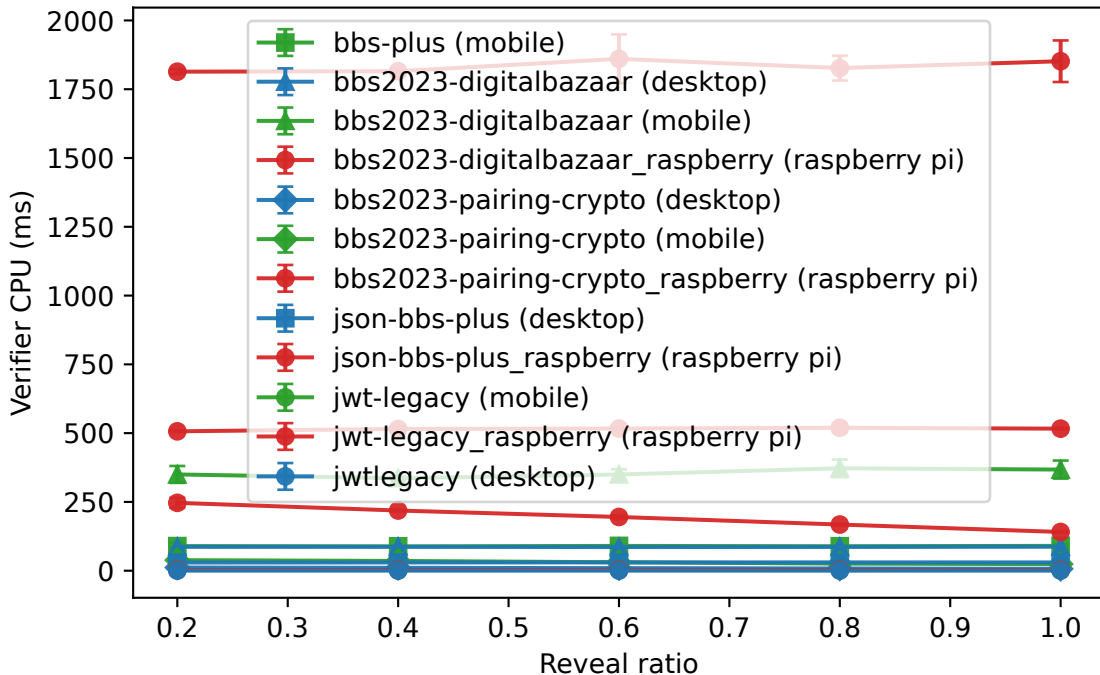 2000
1750
1500
1250
1000
750
500
250
0
Verifier CPU (ms)
bbs-plus (mobile)
bbs2023-digitalbazaar (desktop)
bbs2023-digitalbazaar (mobile)
bbs2023-digitalbazaar_raspberry (raspberry pi)
bbs2023-pairing-crypto (desktop)
bbs2023-pairing-crypto (mobile)
bbs2023-pairing-crypto_raspberry (raspberry pi)
json-bbs-plus (desktop)
json-bbs-plus_raspberry (raspberry pi)
jwt-legacy (mobile)
jwt-legacy_raspberry (raspberry pi)
jwtlegacy (desktop)
0.2 0.3 0.4 0.5 0.6 0.7 0.8 0.9 1.0
Reveal ratio